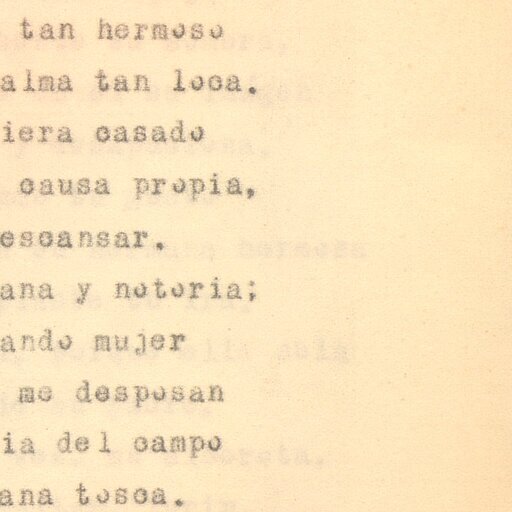 tan hermoso
alma tan loca.
iera casado
causa propia,
escansar.
ana y notoria;
ando mujer
me desposan
ia del campo
ana tosca.